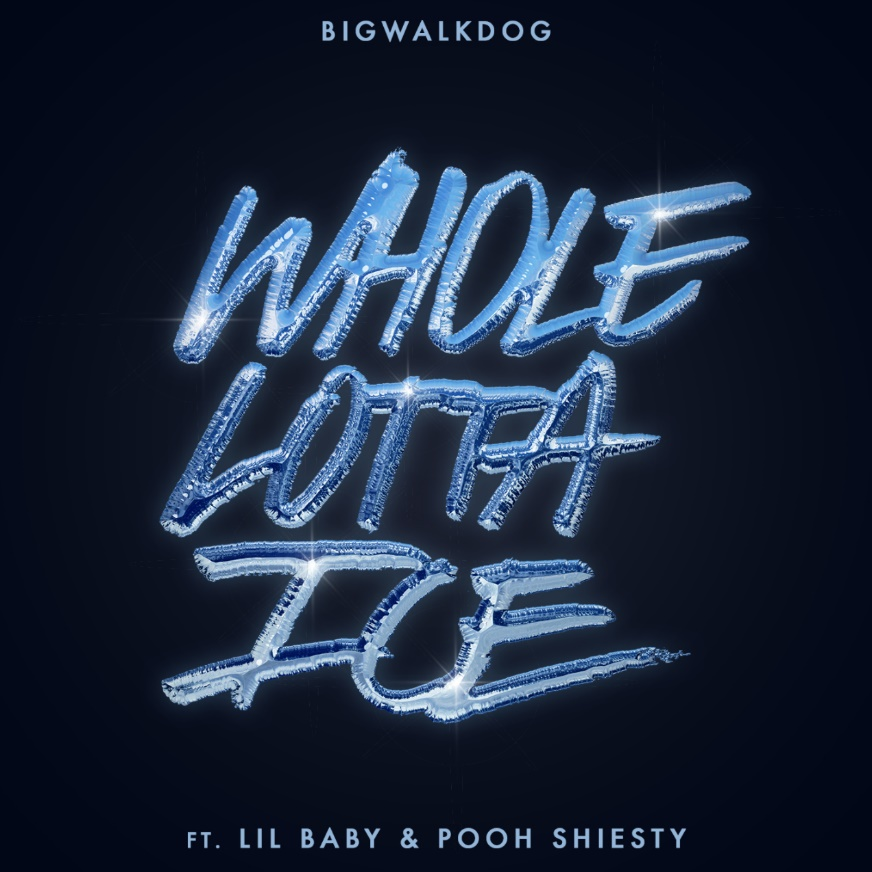 BIGWALKDOG
WHOLE
LOTTA
ICE
FT. LIL BABY & POOH SHIESTY